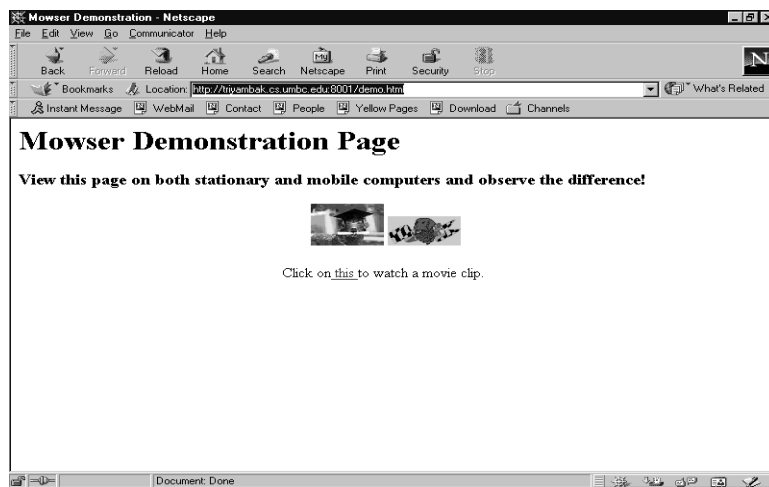 Mowser Demonstration - Netscape
File Edit View Go Communicator Help
Back Forward Reload Home Search Netscape Print Security Stop
My
N
Bookmarks Location: http://triyambak.cs.umbc.edu:8001/demo.html What's Related
Instant Message WebMail Contact People Yellow Pages Download Channels
Mowser Demonstration Page
View this page on both stationary and mobile computers and observe the difference!
Click on this to watch a movie clip.
Document: Done